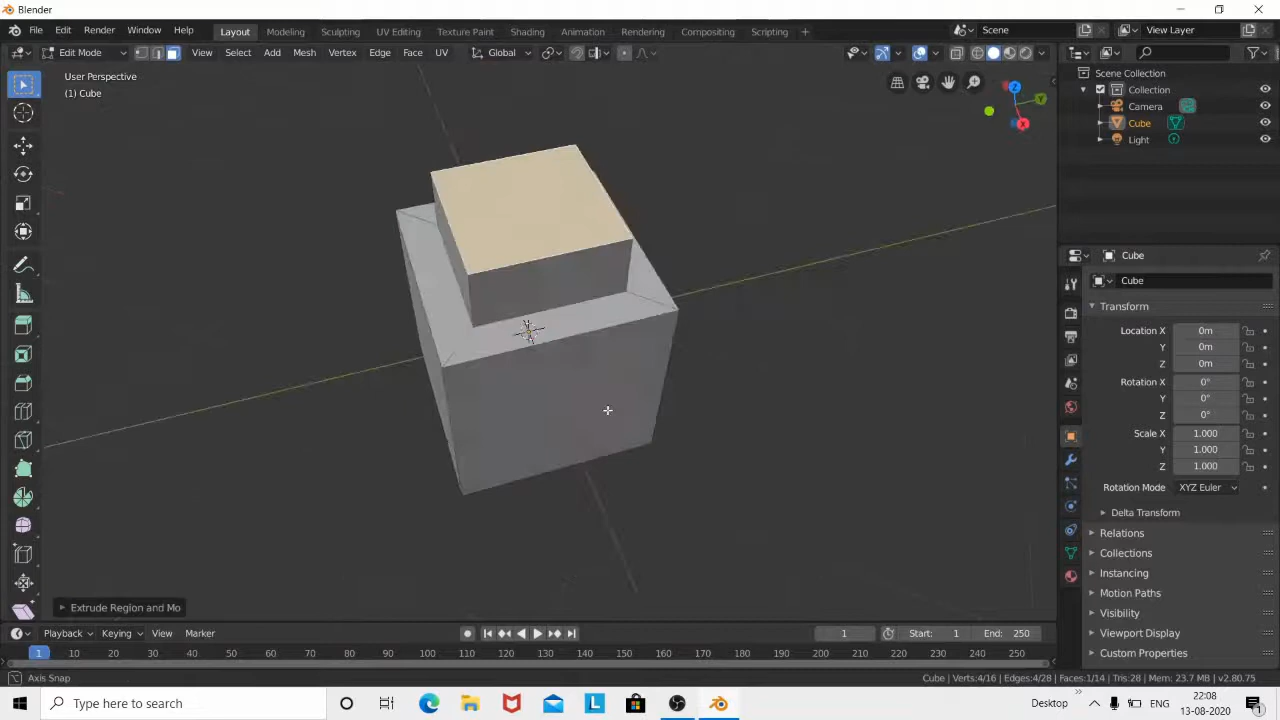 Blender
File Edit Render Window Help
Layout Modeling Sculpting UV Editing Texture Paint Shading Animation Rendering Compositing Scripting +
Scene
View Layer
Edit Mode
View Select Add Mesh Vertex Edge Face UV
Global
User Perspective
(1) Cube
Z
Y
X
Scene Collection
Collection
Camera
Cube
Light
Cube
Cube
Transform
Location X 0m
Y 0m
Z 0m
Rotation X 0°
Y 0°
Z 0°
Scale X 1.000
Y 1.000
Z 1.000
Rotation Mode XYZ Euler
Delta Transform
Relations
Collections
Instancing
Motion Paths
Visibility
Viewport Display
Custom Properties
Extrude Region and Mo
Playback Keying View Marker
1
Start: 1
End: 250
1 10 20 30 40 50 60 70 80 90 100 110 120 130 140 150 160 170 180 190 200 210 220 230 240 250
Axis Snap
Cube | Verts:4/16 | Edges:4/28 | Faces:1/14 | Tris:28 | Mem: 23.7 MB | v2.80.75
Type here to search
Desktop
ENG
22:08
13-08-2020
1